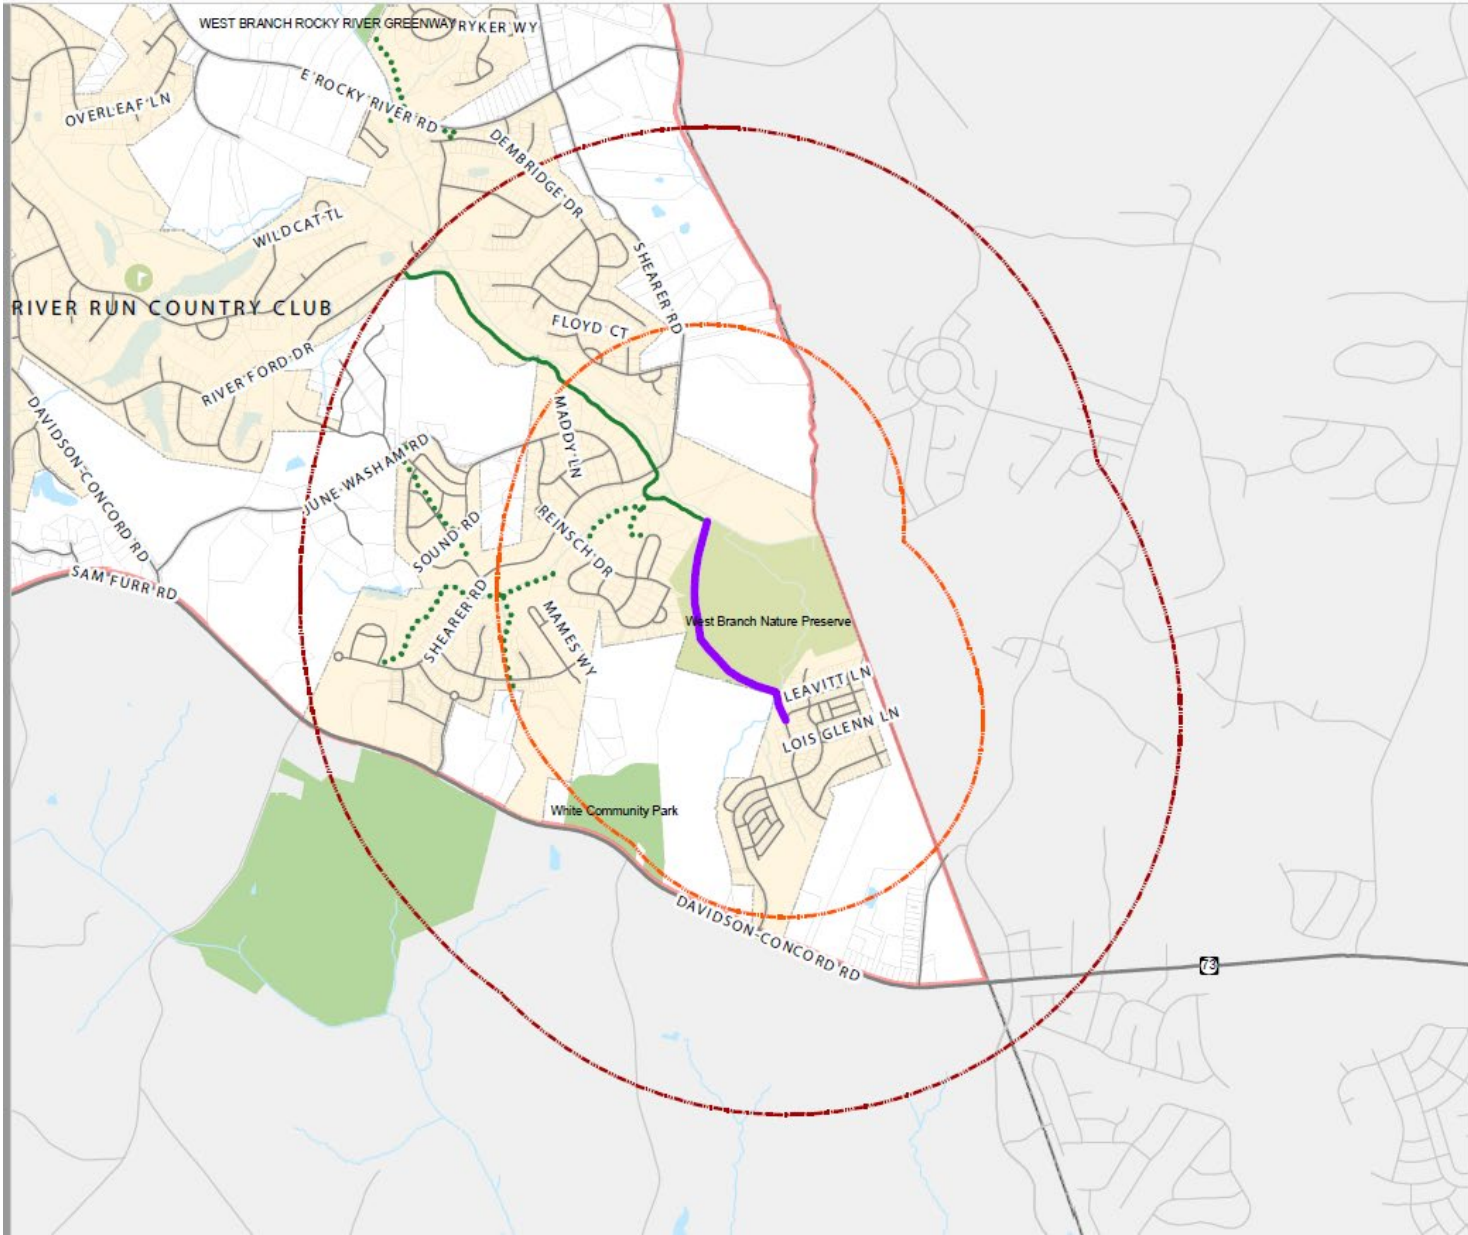 WEST BRANCH ROCKY RIVER GREENWAY
RYKER WY
OVERLEAF LN
E ROCKY RIVER RD
DEMBRIDGE DR
WILDCAT TL
SHEARER RD
RIVER RUN COUNTRY CLUB
FLOYD CT
RIVER FORD DR
DAVIDSON-CONCORD RD
MADDY LN
JUNE WASHAM RD
SOUND RD
REINSCH DR
SAM FURR RD
SHEARER RD
MAMES WY
West Branch Nature Preserve
LEAVITT LN
LOIS GLENN LN
White Community Park
DAVIDSON-CONCORD RD
73